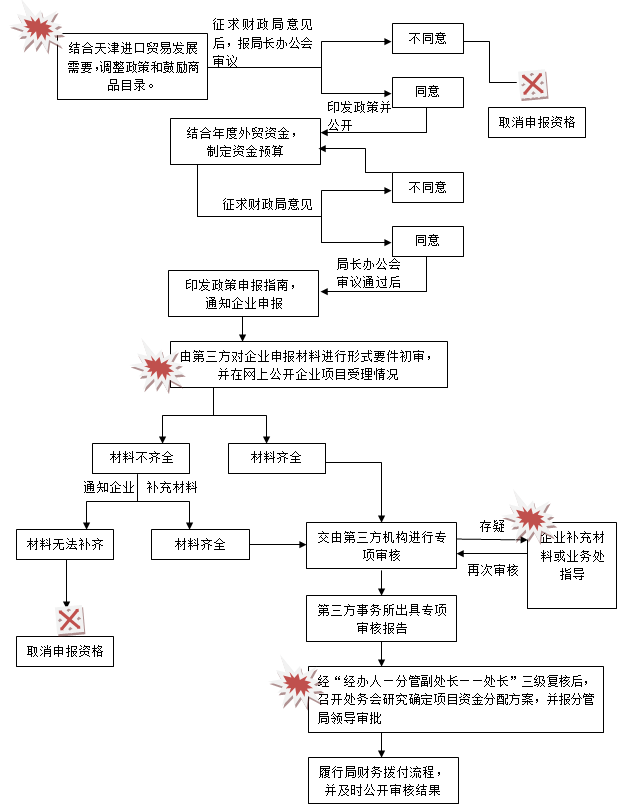 征求财政局意见
后，报局长办公会
审议
结合天津进口贸易发展
需要，调整政策和鼓励商
品目录。
不同意
同意
取消申报资格
印发政策并
公开
结合年度外贸资金，
制定资金预算
不同意
征求财政局意见
同意
局长办公会
审议通过后
印发政策申报指南，
通知企业申报
由第三方对企业申报材料进行形式要件初审，
并在网上公开企业项目受理情况
材料不齐全
材料齐全
通知企业
补充材料
材料无法补齐
材料齐全
交由第三方机构进行专
项审核
存疑
再次审核
企业补充材
料或业务处
指导
取消申报资格
第三方事务所出具专项
审核报告
经“经办人—分管副处长——处长”三级复核后，
召开处务会研究确定项目资金分配方案，并报分管
局领导审批
履行局财务拨付流程，
并及时公开审核结果